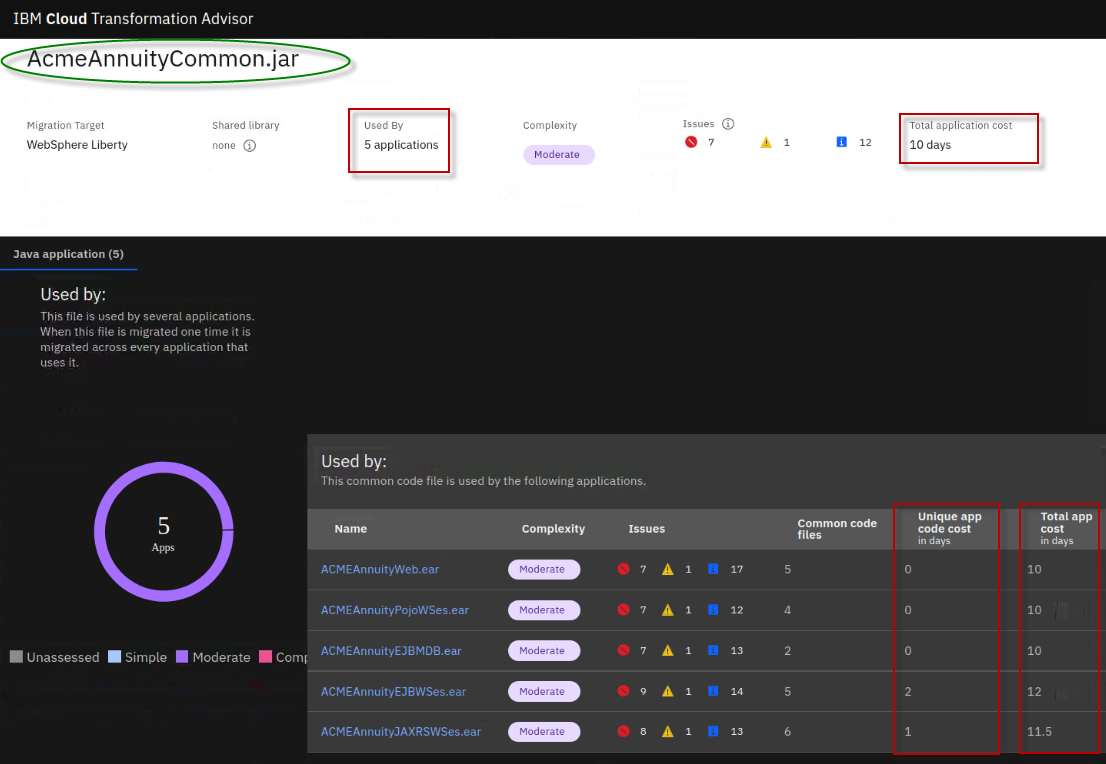 IBM Cloud Transformation Advisor
AcmeAnnuityCommon.jar
Migration Target
WebSphere Liberty
Shared library
none
Used By
5 applications
Complexity
Moderate
Issues
7 1 12
Total application cost
10 days
Java application (5)
Used by:
This file is used by several applications.
When this file is migrated one time it is
migrated across every application that
uses it.
5
Apps
Unassessed Simple Moderate Comp
Used by:
This common code file is used by the following applications.
Name Complexity Issues Common code files Unique app code cost in days Total app cost in days
ACMEAnnuityWeb.ear Moderate 7 1 17 5 0 10
ACMEAnnuityPojoWSes.ear Moderate 7 1 12 4 0 10
ACMEAnnuityEJBMDB.ear Moderate 7 1 13 2 0 10
ACMEAnnuityEJBWSes.ear Moderate 9 1 14 5 2 12
ACMEAnnuityJAXRSWSes.ear Moderate 8 1 13 6 1 11.5